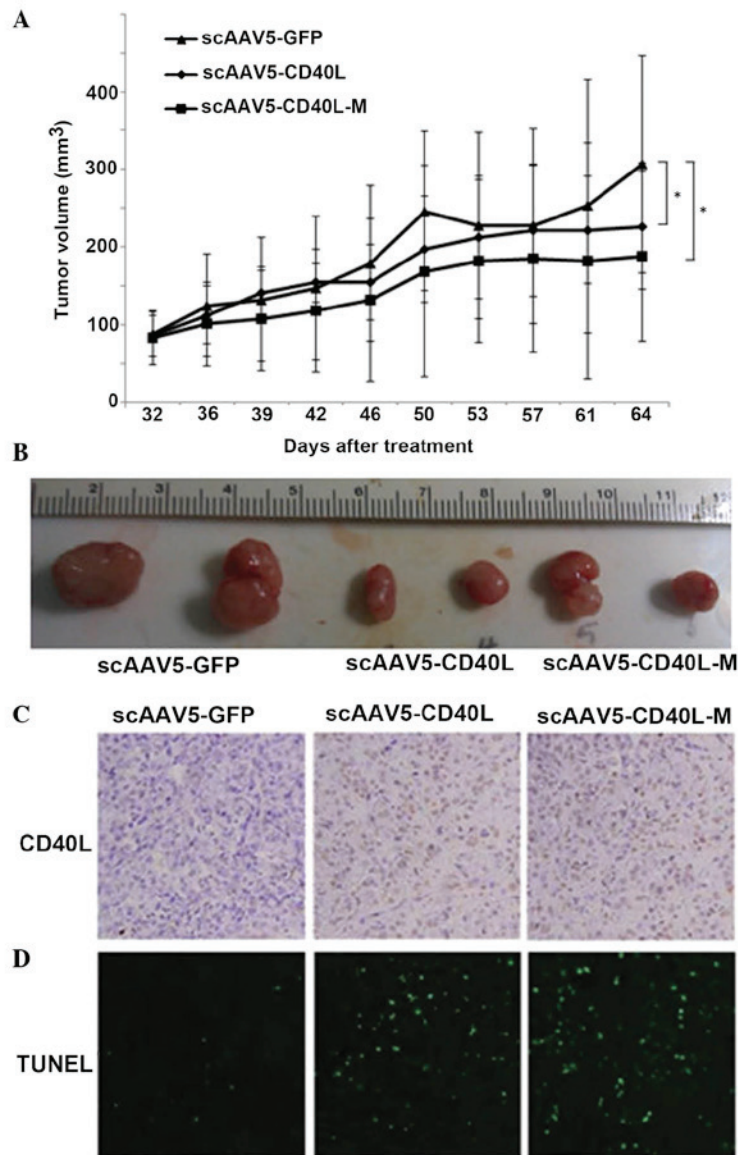 A
scAAV5-GFP
scAAV5-CD40L
scAAV5-CD40L-M
Tumor volume (mm³)
400
300
200
100
0
*
*
32 36 39 42 46 50 53 57 61 64
Days after treatment
B
2 3 4 5 6 7 8 9 10 11 12
scAAV5-GFP scAAV5-CD40L scAAV5-CD40L-M
C
scAAV5-GFP scAAV5-CD40L scAAV5-CD40L-M
CD40L
D
TUNEL